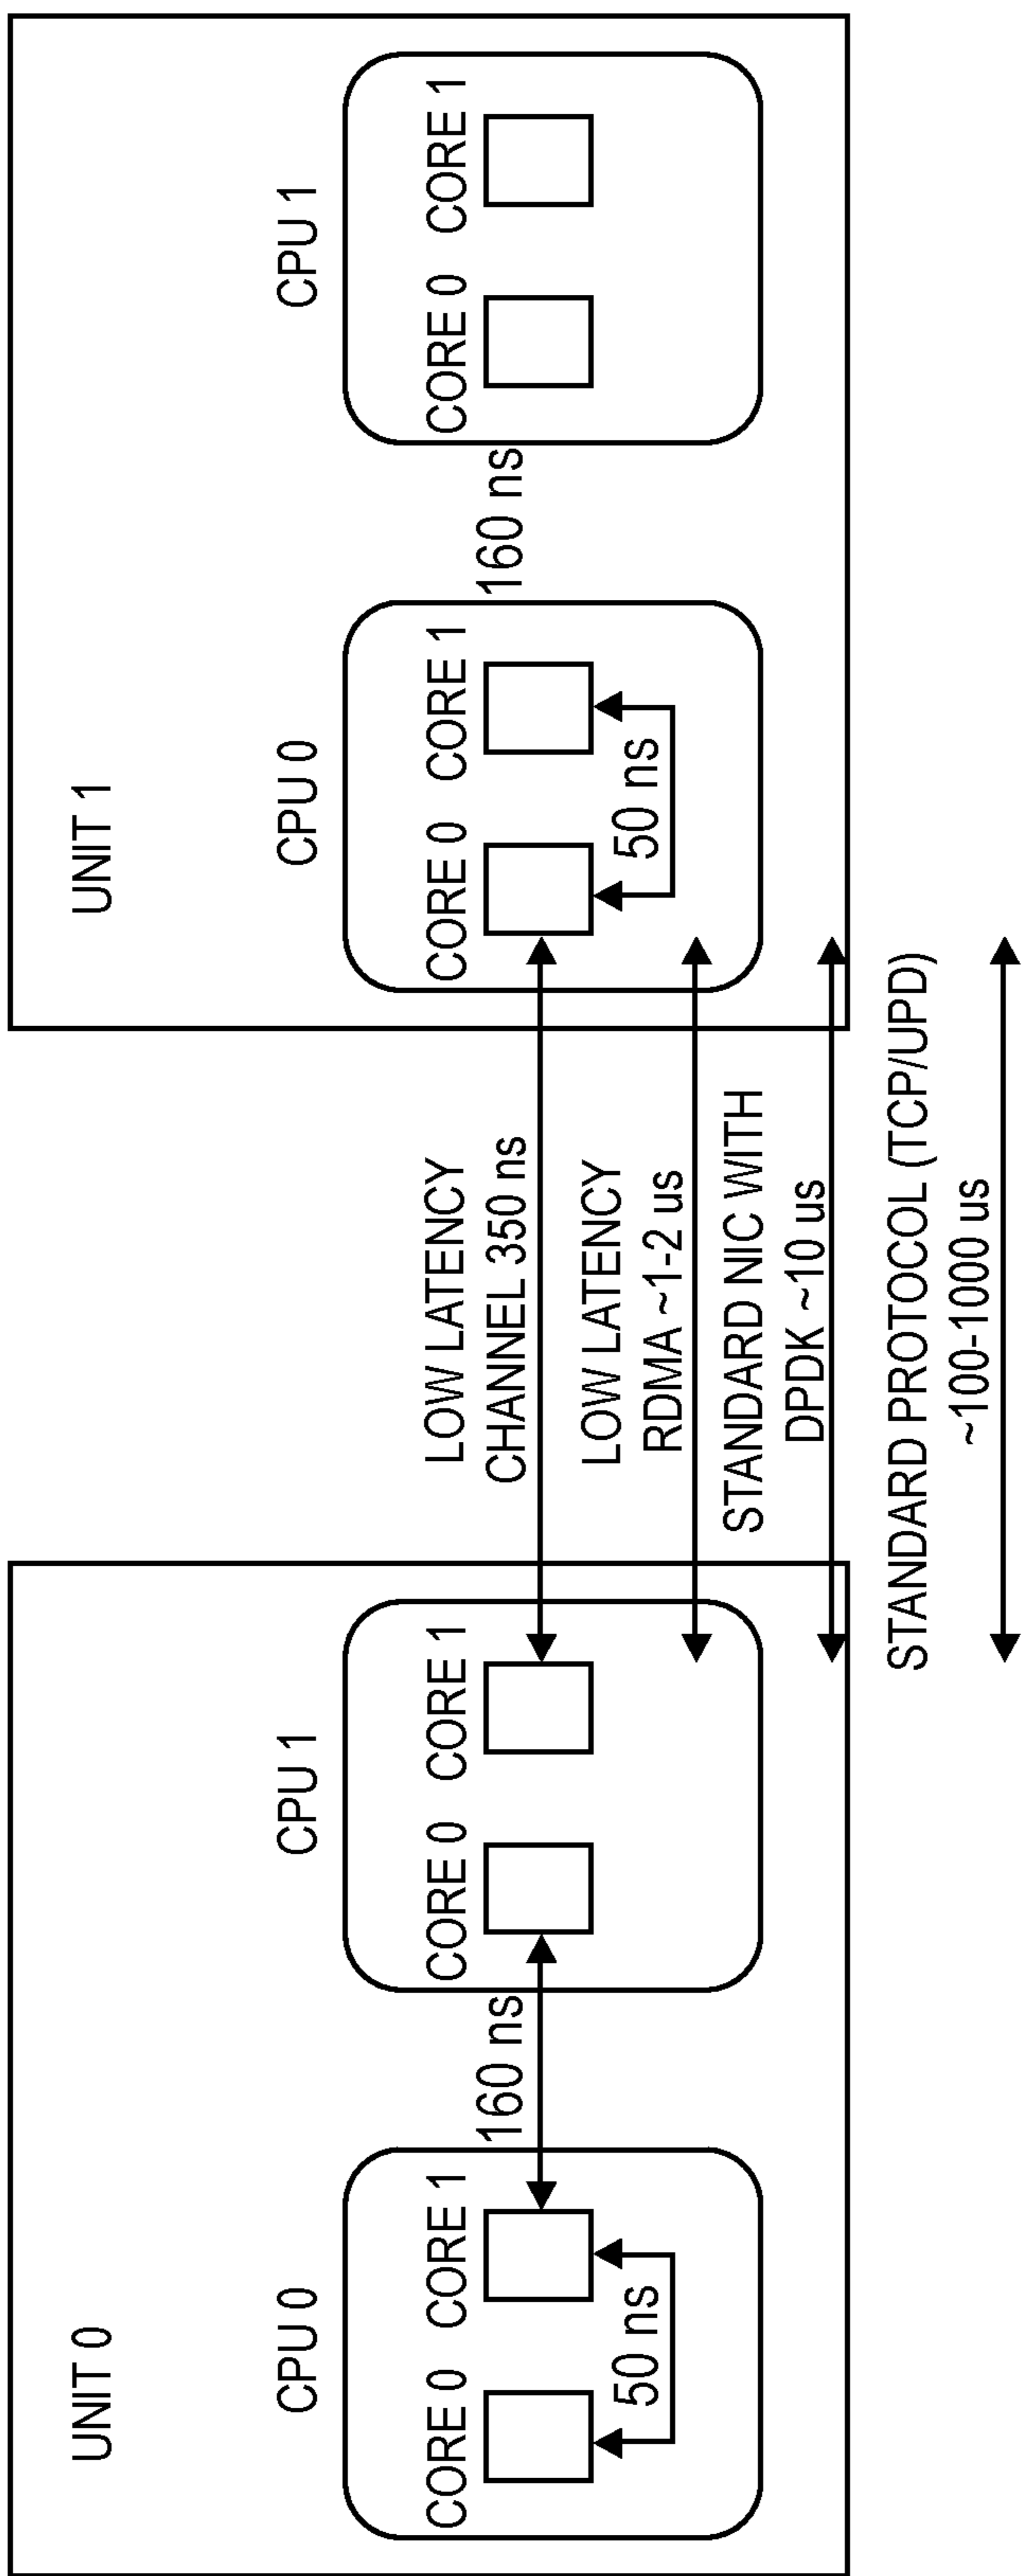 UNIT 0
CPU 0
CORE 0 CORE 1
50 ns
160 ns
CPU 1
CORE 0 CORE 1
LOW LATENCY
CHANNEL 350 ns
LOW LATENCY
RDMA ~1-2 us
STANDARD NIC WITH
DPDK ~10 us
STANDARD PROTOCOL (TCP/UPD)
~100-1000 us
UNIT 1
CPU 0
CORE 0 CORE 1
50 ns
160 ns
CPU 1
CORE 0 CORE 1